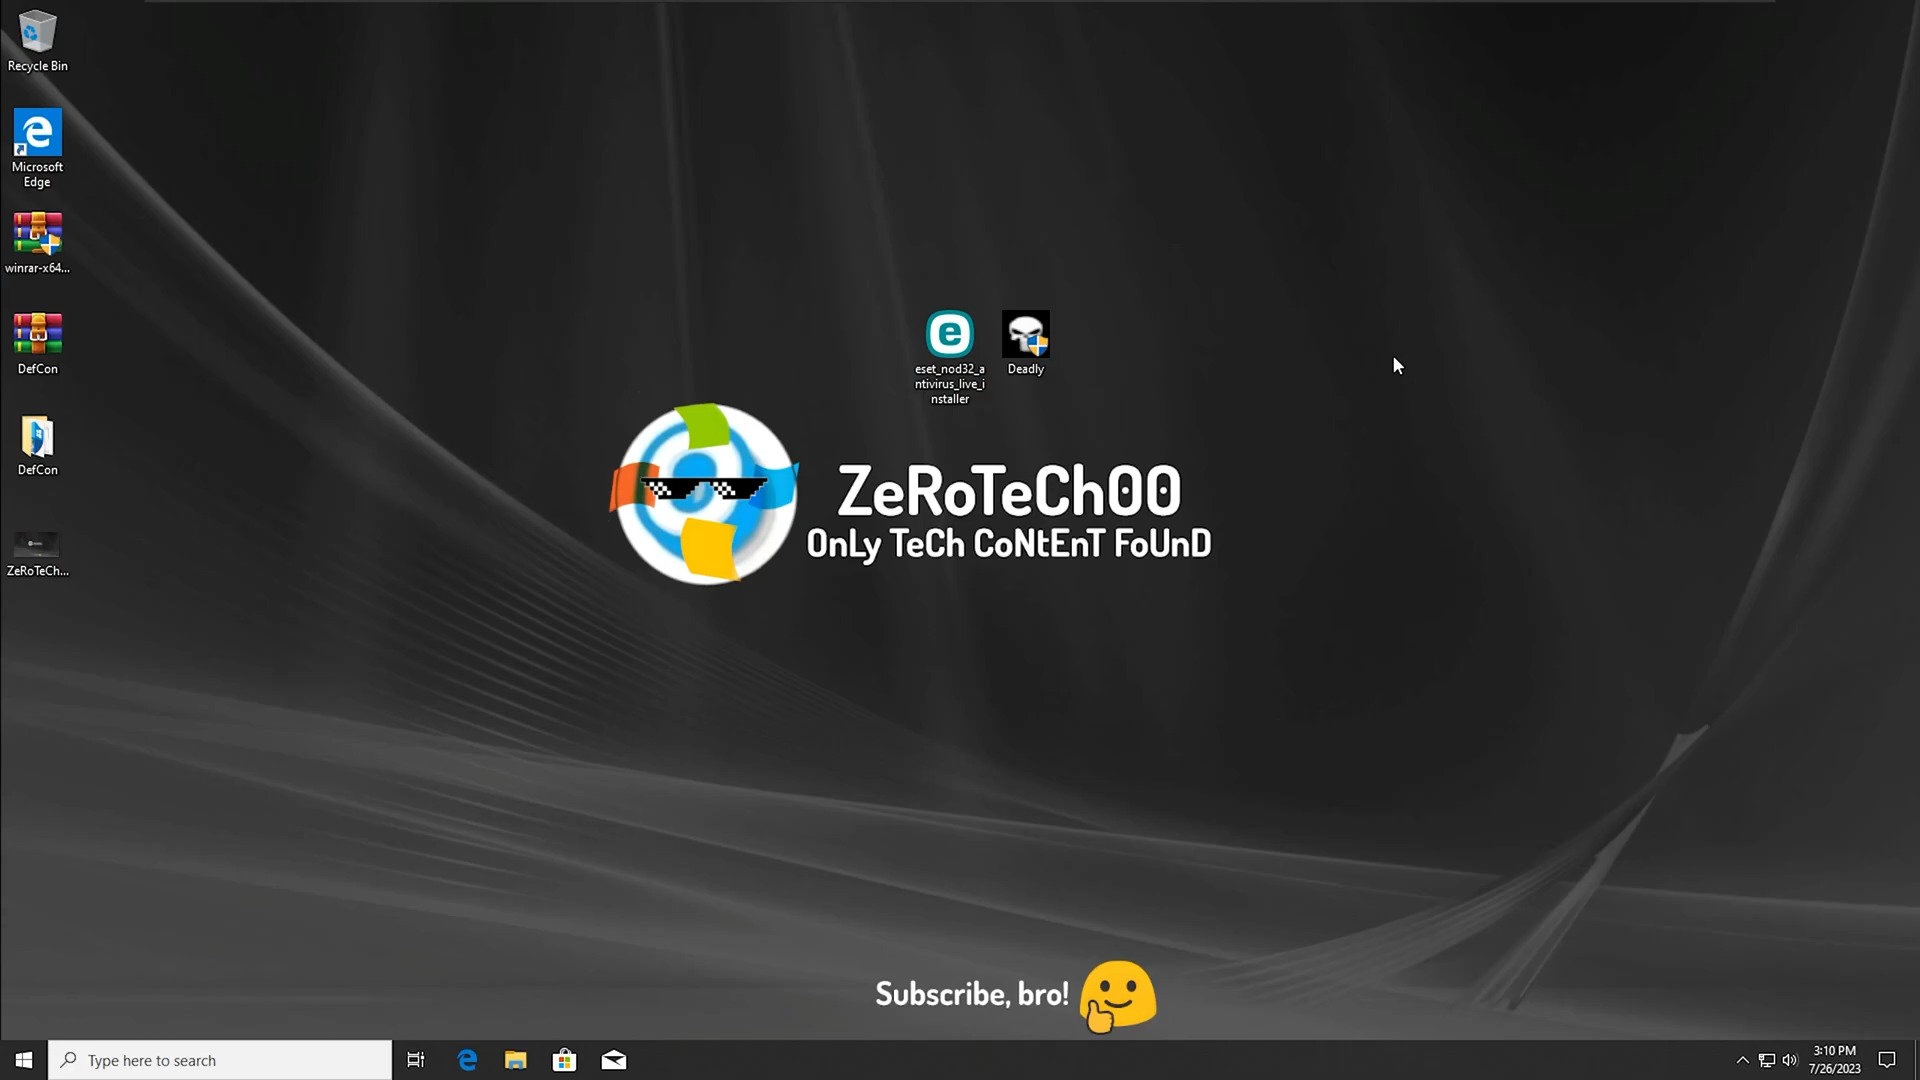 Recycle Bin
Microsoft
Edge
winrar-x64...
DefCon
DefCon
ZeRoTeCh...
eset_nod32_a
ntivirus_live_i
nstaller
Deadly
ZeRoTeCh00
OnLy TeCh CoNtEnT FoUnD
Subscribe, bro!
Type here to search
3:10 PM
7/26/2023